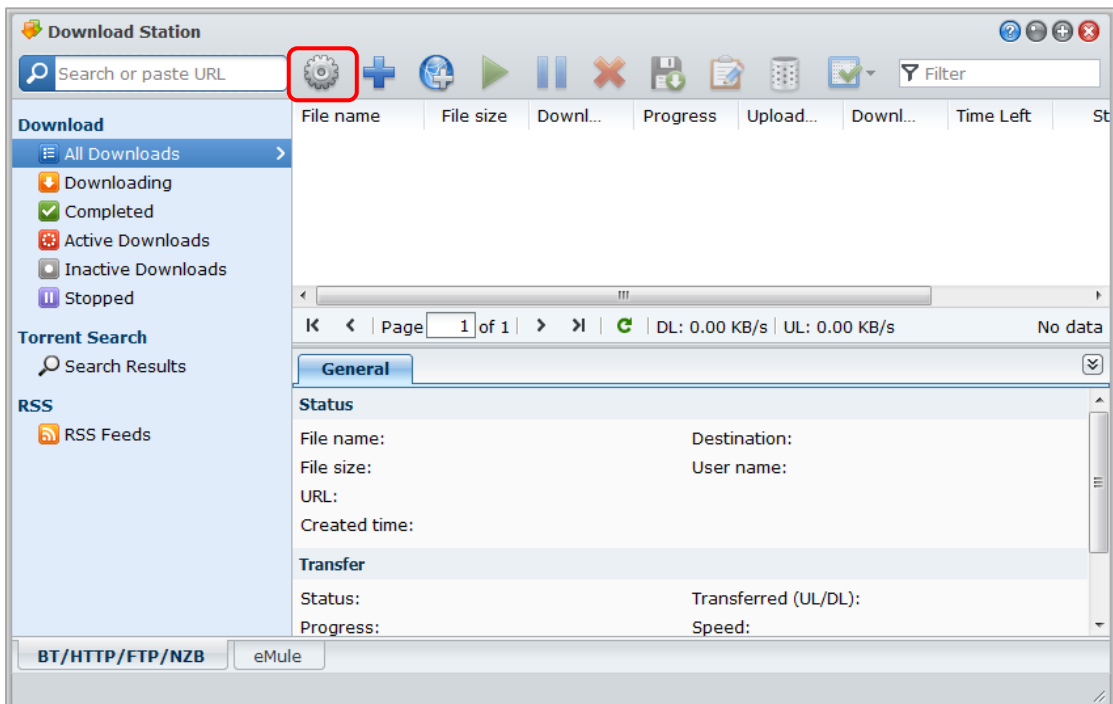 Download Station
Search or paste URL
Filter
Download
All Downloads
Downloading
Completed
Active Downloads
Inactive Downloads
Stopped
Torrent Search
Search Results
RSS
RSS Feeds
File name File size Downl... Progress Upload... Downl... Time Left St
Page 1 of 1 DL: 0.00 KB/s UL: 0.00 KB/s No data
General
Status
File name: Destination:
File size: User name:
URL:
Created time:
Transfer
Status: Transferred (UL/DL):
Progress: Speed:
BT/HTTP/FTP/NZB eMule